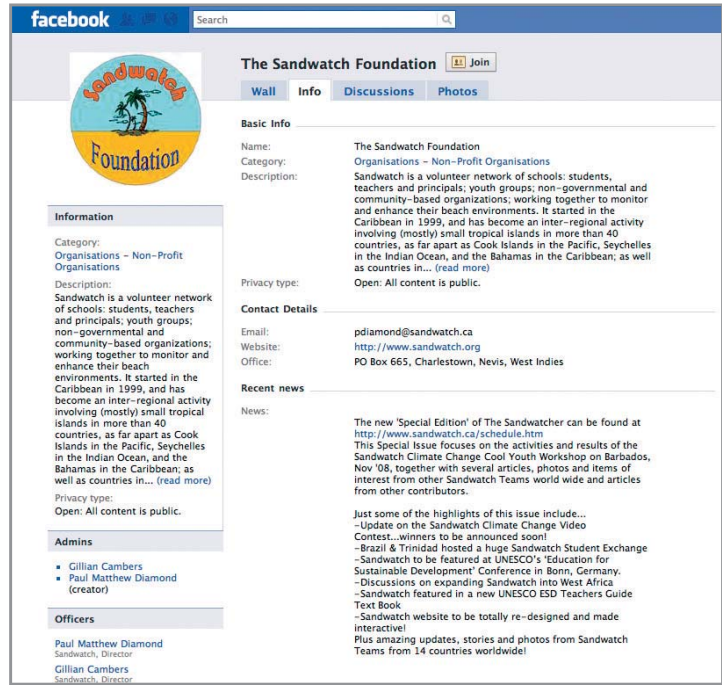 facebook
Search
Sandwatch
Foundation
The Sandwatch Foundation
Join
Wall Info Discussions Photos
Basic Info
Name: The Sandwatch Foundation
Category: Organisations - Non-Profit Organisations
Description: Sandwatch is a volunteer network of schools: students,
teachers and principals; youth groups; non-governmental and
community-based organizations; working together to monitor
and enhance their beach environments. It started in the
Caribbean in 1999, and has become an inter-regional activity
involving (mostly) small tropical islands in more than 40
countries, as far apart as Cook Islands in the Pacific, Seychelles
in the Indian Ocean, and the Bahamas in the Caribbean; as well
as countries in... (read more)
Privacy type: Open: All content is public.
Contact Details
Email: pdiamond@sandwatch.ca
Website: http://www.sandwatch.org
Office: PO Box 665, Charlestown, Nevis, West Indies
Recent news
News:
The new 'Special Edition' of The Sandwatcher can be found at
http://www.sandwatch.ca/schedule.htm
This Special Issue focuses on the activities and results of the
Sandwatch Climate Change Cool Youth Workshop on Barbados,
Nov '08, together with several articles, photos and items of
interest from other Sandwatch Teams world wide and articles
from other contributors.
Just some of the highlights of this issue include...
-Update on the Sandwatch Climate Change Video
Contest...winners to be announced soon!
-Brazil & Trinidad hosted a huge Sandwatch Student Exchange
-Sandwatch to be featured at UNESCO's 'Education for
Sustainable Development' Conference in Bonn, Germany.
-Discussions on expanding Sandwatch into West Africa
-Sandwatch featured in a new UNESCO ESD Teachers Guide
Text Book
-Sandwatch website to be totally re-designed and made
interactive!
Plus amazing updates, stories and photos from Sandwatch
Teams from 14 countries worldwide!
Information
Category:
Organisations - Non-Profit
Organisations
Description:
Sandwatch is a volunteer network
of schools: students, teachers
and principals; youth groups;
non-governmental and
community-based organizations;
working together to monitor and
enhance their beach
environments. It started in the
Caribbean in 1999, and has
become an inter-regional activity
involving (mostly) small tropical
islands in more than 40
countries, as far apart as Cook
Islands in the Pacific, Seychelles
in the Indian Ocean, and the
Bahamas in the Caribbean; as
well as countries in... (read more)
Privacy type:
Open: All content is public.
Admins
Gillian Cambers
Paul Matthew Diamond
(creator)
Officers
Paul Matthew Diamond
Sandwatch, Director
Gillian Cambers
Sandwatch, Director